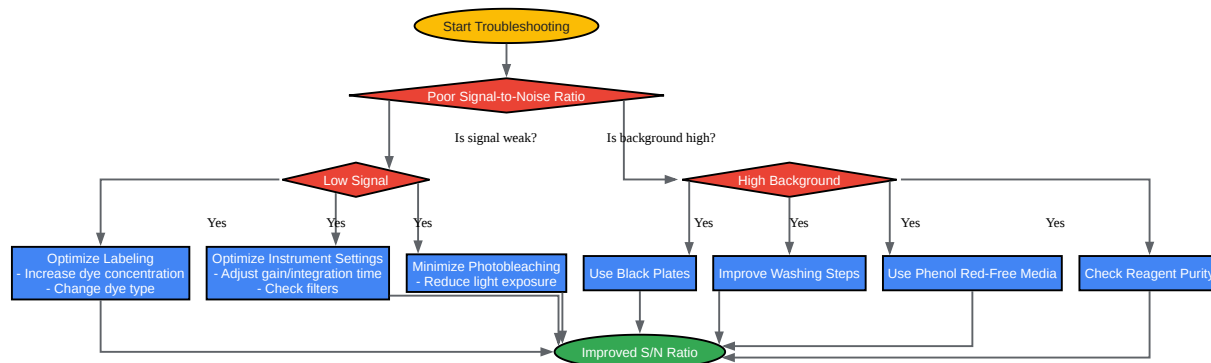 Start Troubleshooting
Poor Signal-to-Noise Ratio
Is signal weak?
Is background high?
Low Signal
High Background
Yes
Yes
Yes
Yes
Yes
Yes
Yes
Optimize Labeling
- Increase dye concentration
- Change dye type
Optimize Instrument Settings
- Adjust gain/integration time
- Check filters
Minimize Photobleaching
- Reduce light exposure
Use Black Plates
Improve Washing Steps
Use Phenol Red-Free Media
Check Reagent Purity
Improved S/N Ratio